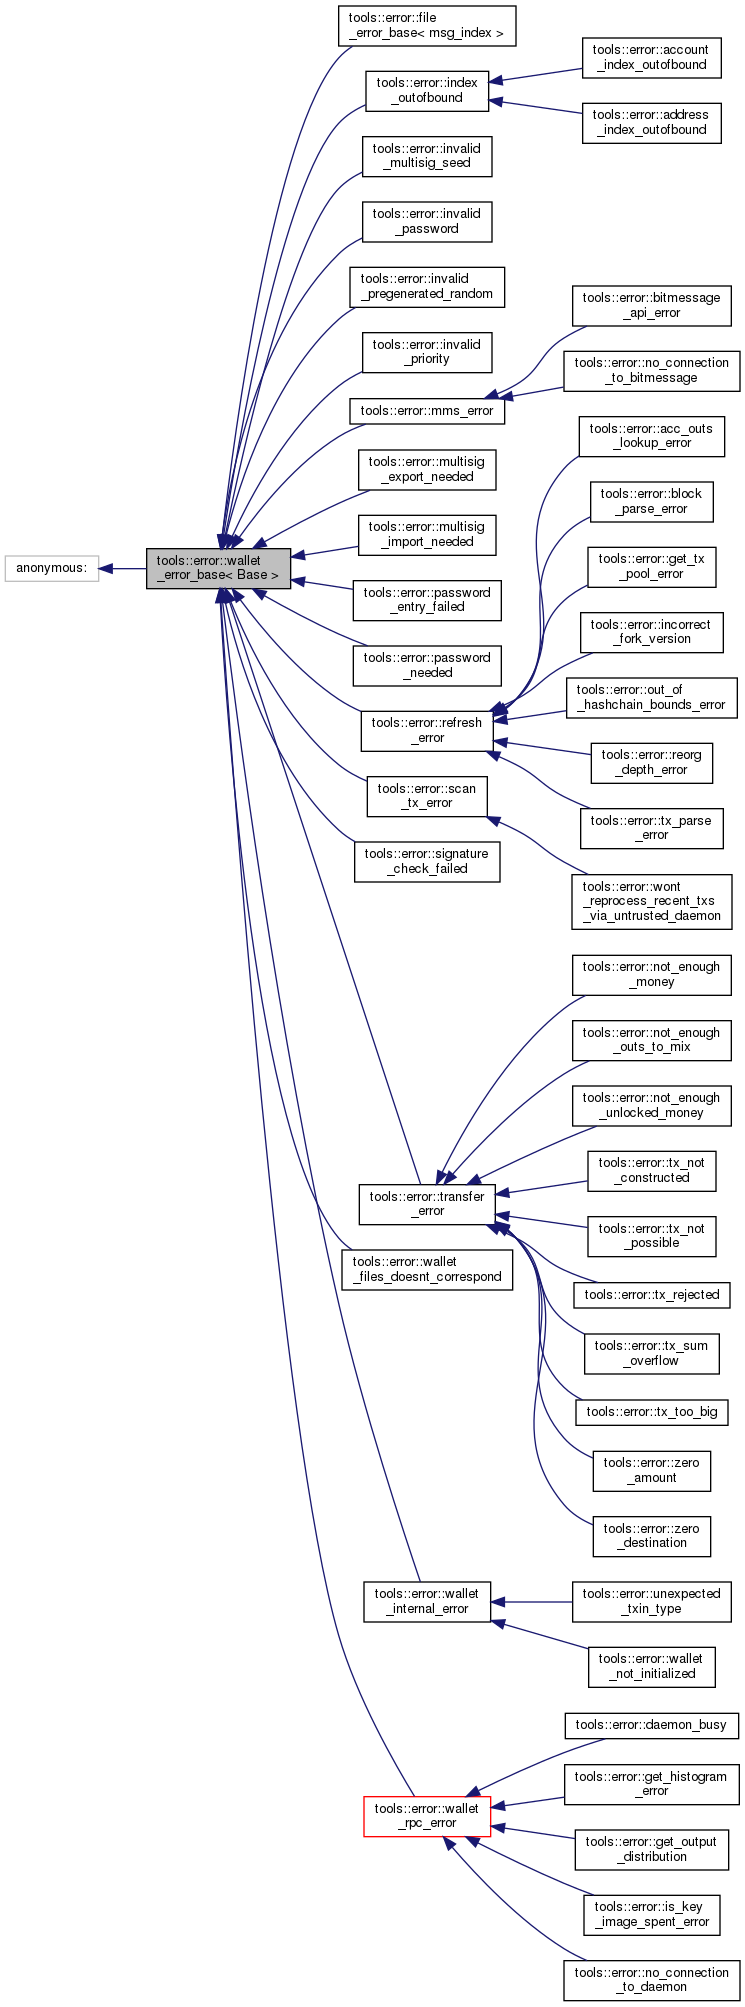 anonymous:
tools::error::wallet
_error_base< Base >
tools::error::file
_error_base< msg_index >
tools::error::index
_outofbound
tools::error::account
_index_outofbound
tools::error::address
_index_outofbound
tools::error::invalid
_multisig_seed
tools::error::invalid
_password
tools::error::invalid
_pregenerated_random
tools::error::invalid
_priority
tools::error::mms_error
tools::error::bitmessage
_api_error
tools::error::no_connection
_to_bitmessage
tools::error::multisig
_export_needed
tools::error::multisig
_import_needed
tools::error::password
_entry_failed
tools::error::password
_needed
tools::error::refresh
_error
tools::error::acc_outs
_lookup_error
tools::error::block
_parse_error
tools::error::get_tx
_pool_error
tools::error::incorrect
_fork_version
tools::error::out_of
_hashchain_bounds_error
tools::error::reorg
_depth_error
tools::error::tx_parse
_error
tools::error::scan
_tx_error
tools::error::wont
_reprocess_recent_txs
_via_untrusted_daemon
tools::error::signature
_check_failed
tools::error::transfer
_error
tools::error::not_enough
_money
tools::error::not_enough
_outs_to_mix
tools::error::not_enough
_unlocked_money
tools::error::tx_not
_constructed
tools::error::tx_not
_possible
tools::error::tx_rejected
tools::error::tx_sum
_overflow
tools::error::tx_too_big
tools::error::zero
_amount
tools::error::zero
_destination
tools::error::wallet
_files_doesnt_correspond
tools::error::wallet
_internal_error
tools::error::unexpected
_txin_type
tools::error::wallet
_not_initialized
tools::error::wallet
_rpc_error
tools::error::daemon_busy
tools::error::get_histogram
_error
tools::error::get_output
_distribution
tools::error::is_key
_image_spent_error
tools::error::no_connection
_to_daemon